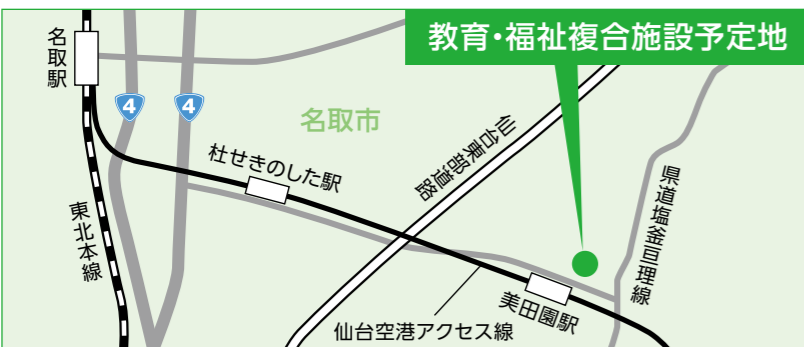 教育・福祉複合施設予定地
名取駅
4
4
名取市
杜せきのした駅
仙台東部道路
県道塩釜亘理線
東北本線
美田園駅
仙台空港アクセス線